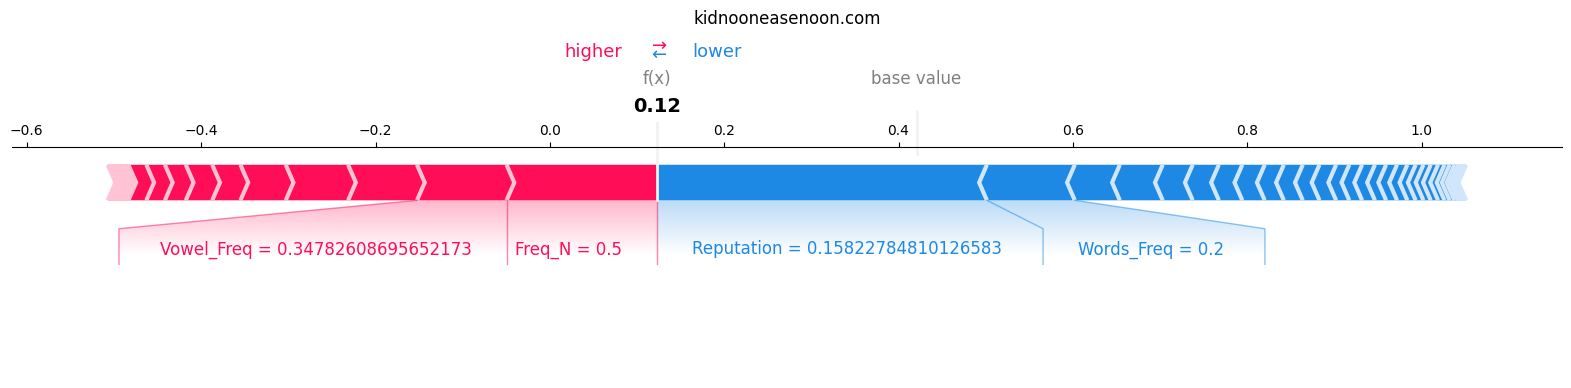 kidnooneasenoon.com
higher ⇄ lower
f(x) base value
0.12
−0.6 −0.4 −0.2 0.0 0.2 0.4 0.6 0.8 1.0
Vowel_Freq = 0.34782608695652173 Freq_N = 0.5 Reputation = 0.15822784810126583 Words_Freq = 0.2